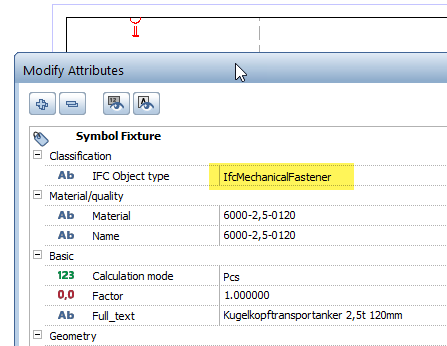 Modify Attributes
Symbol Fixture
Classification
Ab IFC Object type IfcMechanicalFastener
Material/quality
Ab Material 6000-2,5-0120
Ab Name 6000-2,5-0120
Basic
123 Calculation mode Pcs
0,0 Factor 1.000000
Ab Full_text Kugelkopftransportanker 2,5t 120mm
Geometry